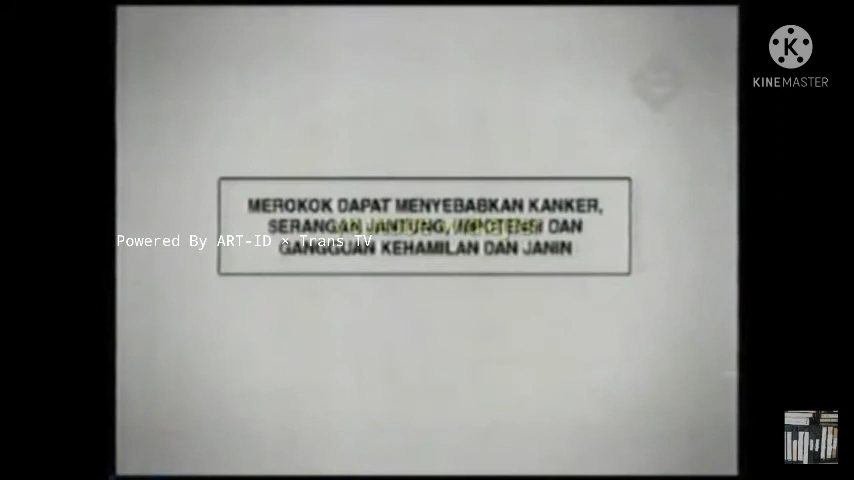 KINEMASTER
MEROKOK DAPAT MENYEBABKAN KANKER,
SERANGAN JANTUNG, IMPOTENSI DAN
GANGGUAN KEHAMILAN DAN JANIN
Powered By ART-ID × Trans TV